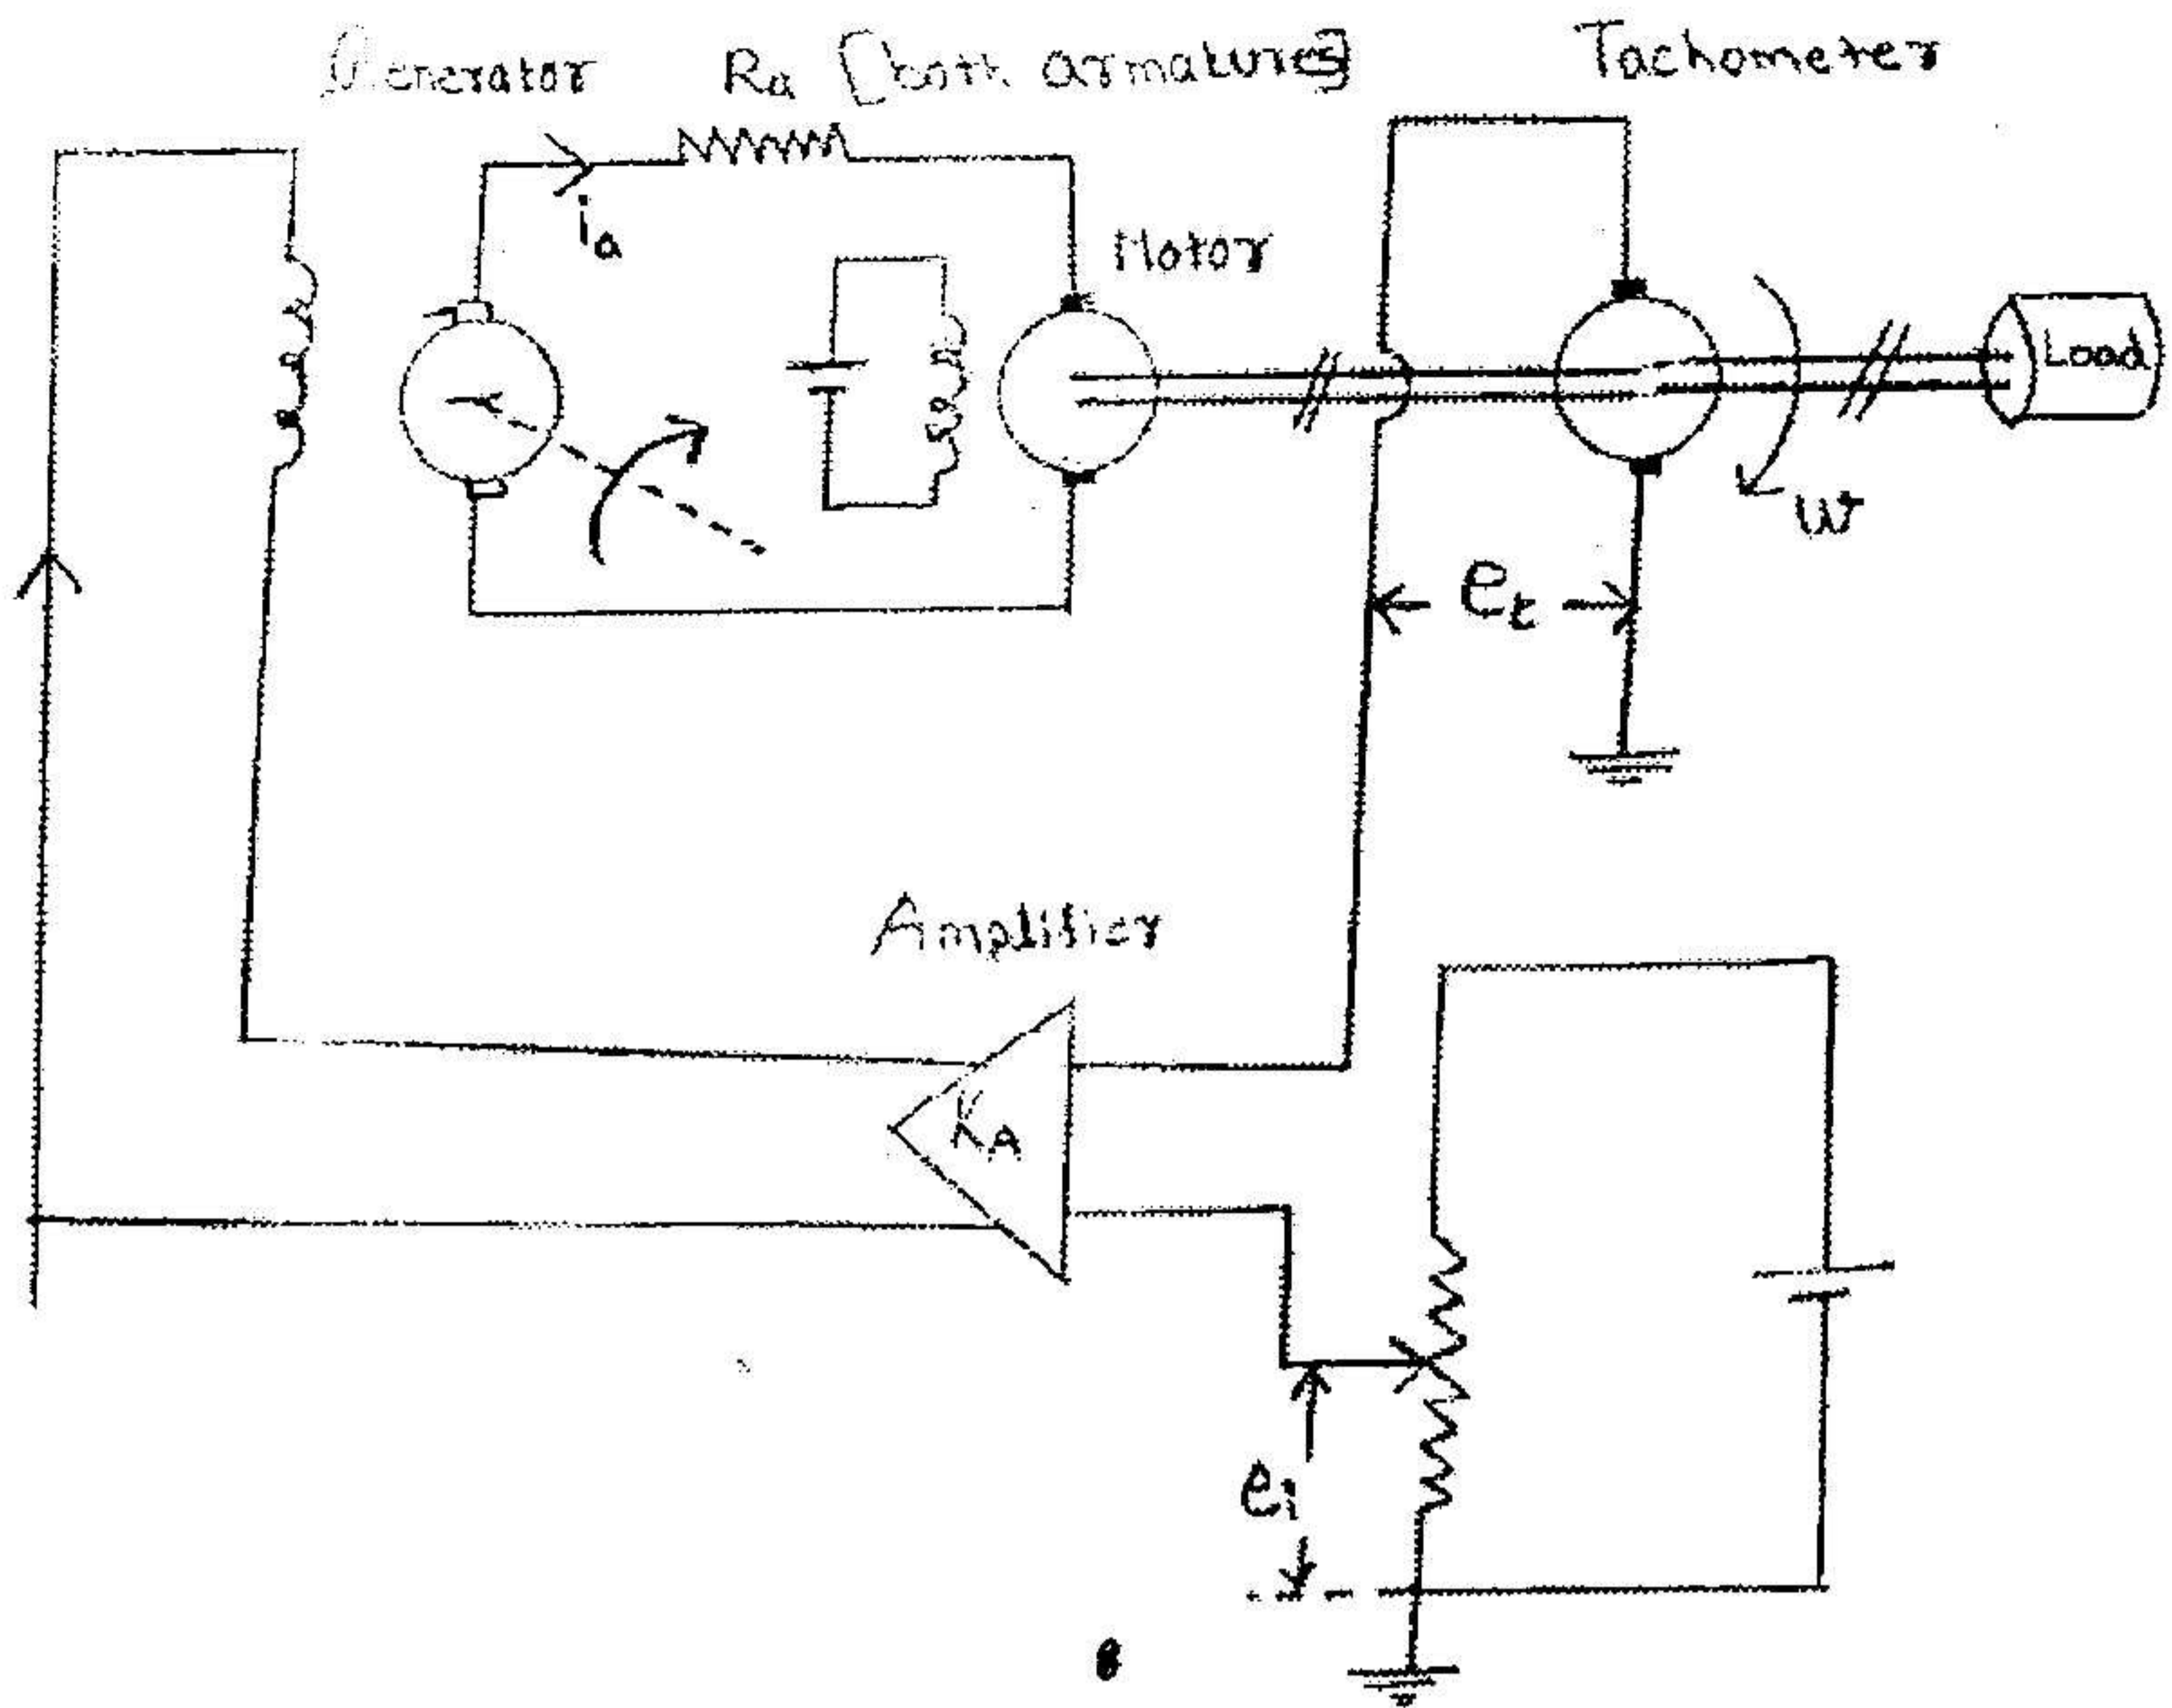 Generator
Ra [both armatures]
Tachometer
ia
Motor
Load
ω
et
Amplifier
KA
ei